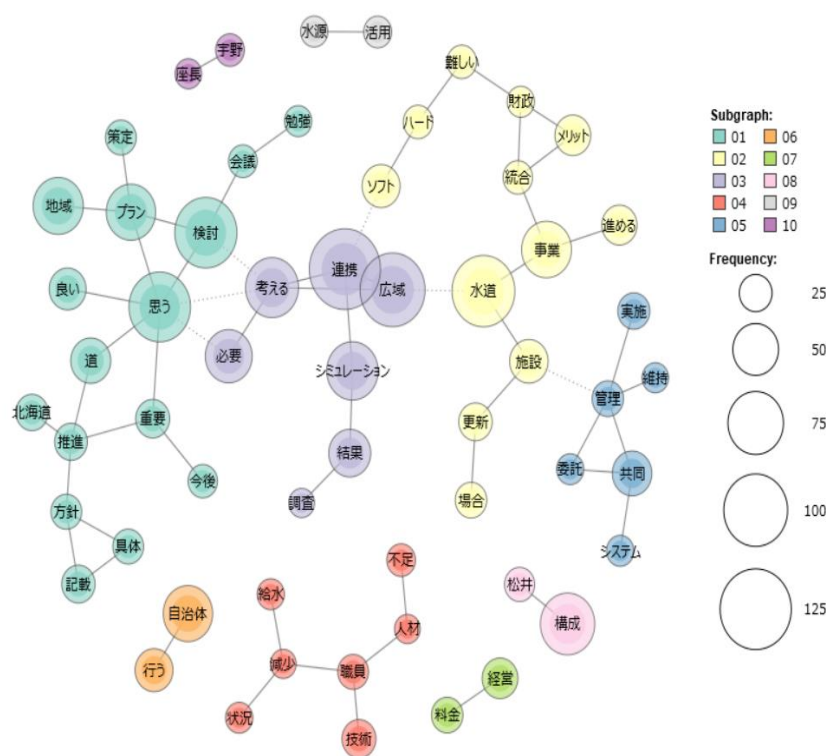 水源
活用
宇野
座長
難しい
財政
メリット
ハード
統合
ソフト
勉強
会議
策定
地域
プラン
検討
進める
事業
連携
考える
広域
水道
思う
良い
必要
道
シミュレーション
施設
実施
維持
管理
北海道
推進
重要
更新
結果
委託
共同
今後
調査
場合
方針
具体
記載
システム
不足
松井
構成
給水
人材
自治体
行う
減少
職員
経営
料金
状況
技術
Subgraph:
01
06
02
07
03
08
04
09
05
10
Frequency:
25
50
75
100
125